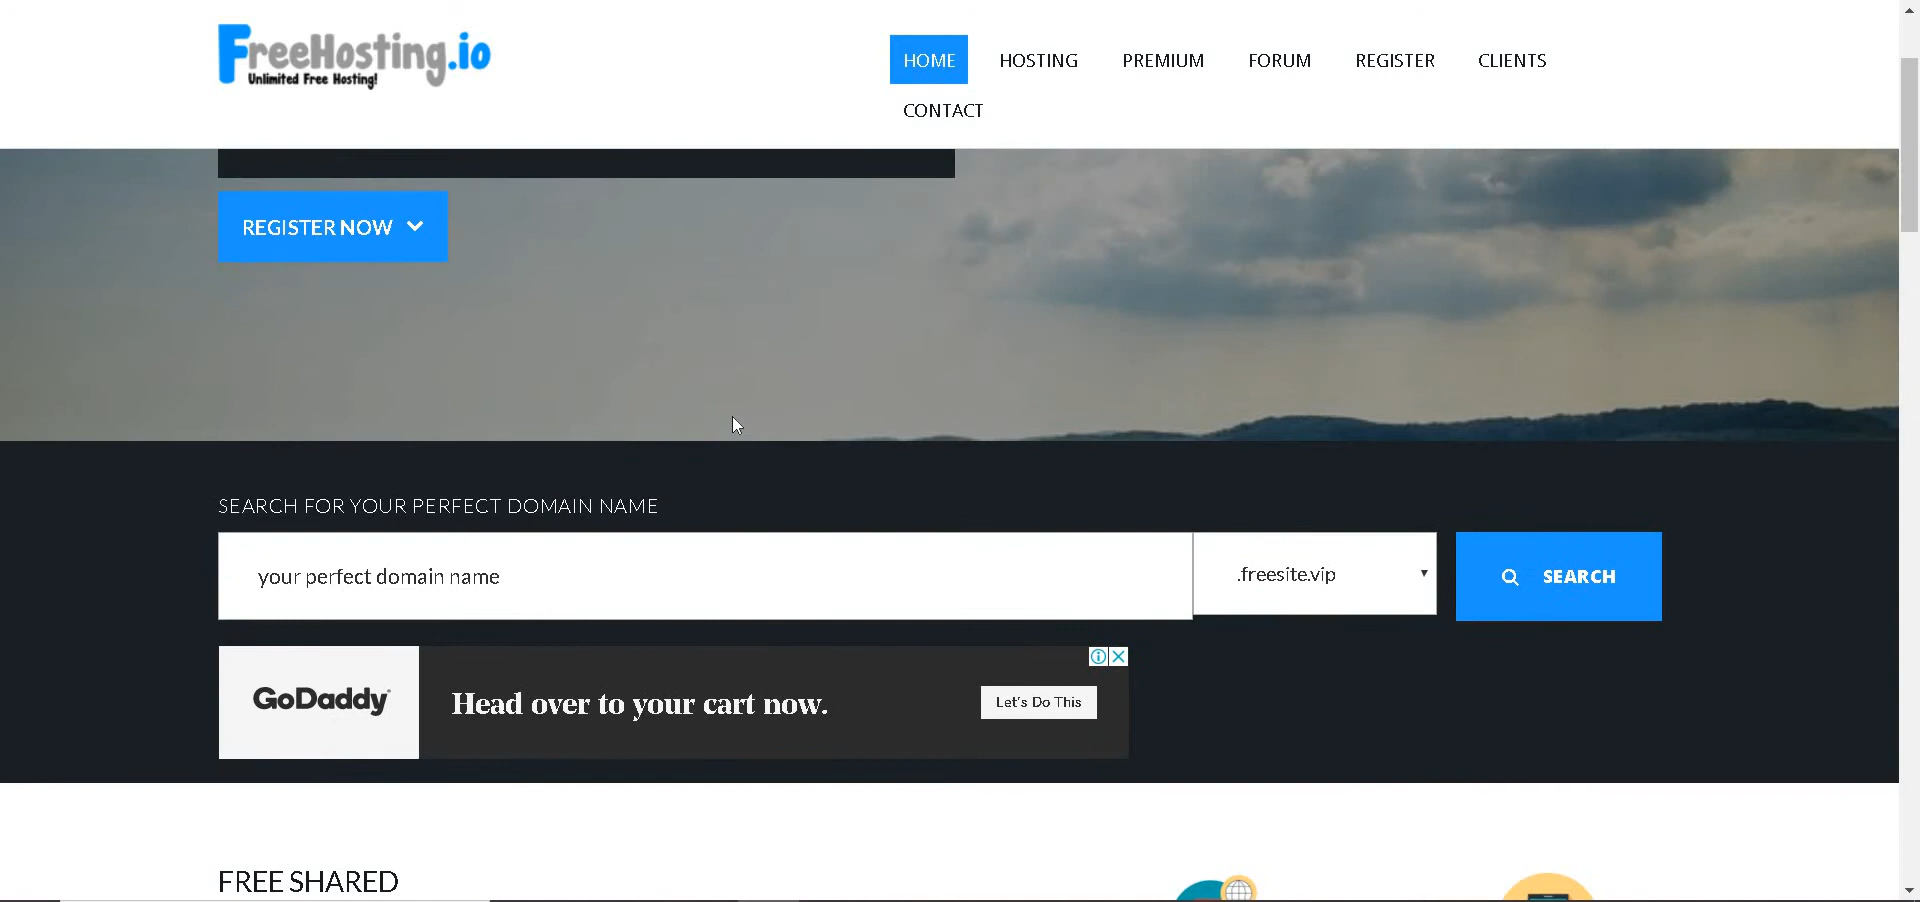 FreeHosting.io
Unlimited Free Hosting!
HOME HOSTING PREMIUM FORUM REGISTER CLIENTS
CONTACT
REGISTER NOW
SEARCH FOR YOUR PERFECT DOMAIN NAME
your perfect domain name .freesite.vip SEARCH
GoDaddy Head over to your cart now. Let's Do This
FREE SHARED